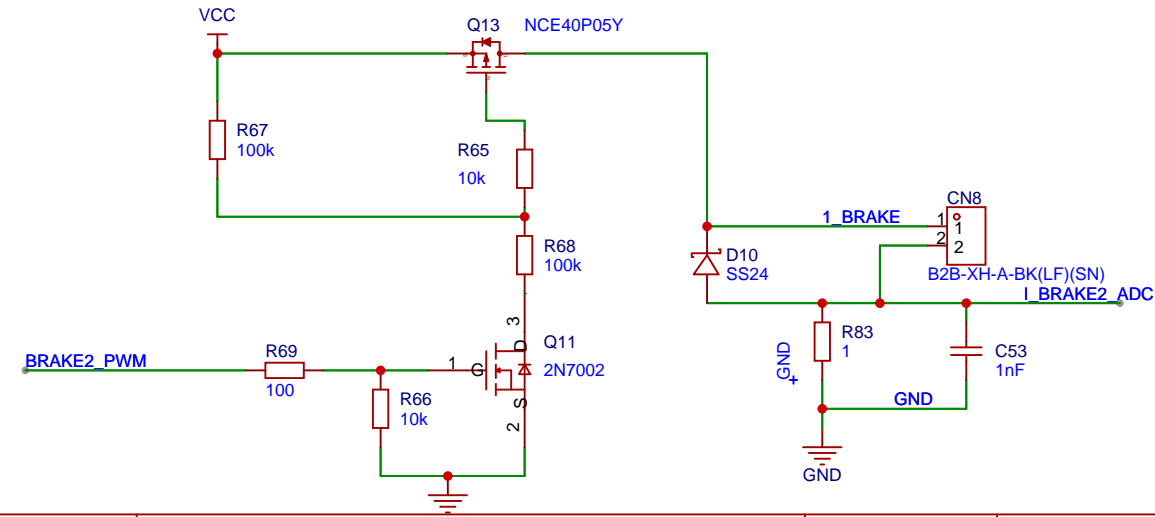 VCC
Q13 NCE40P05Y
R67
100k
R65
10k
R68
100k
CN8
1_BRAKE
1
1
2
2
B2B-XH-A-BK(LF)(SN)
D10
SS24
I_BRAKE2_ADC
R83
1
GND
C53
1nF
GND
GND
BRAKE2_PWM
R69
100
R66
10k
1
G
3
D
S
2
Q11
2N7002